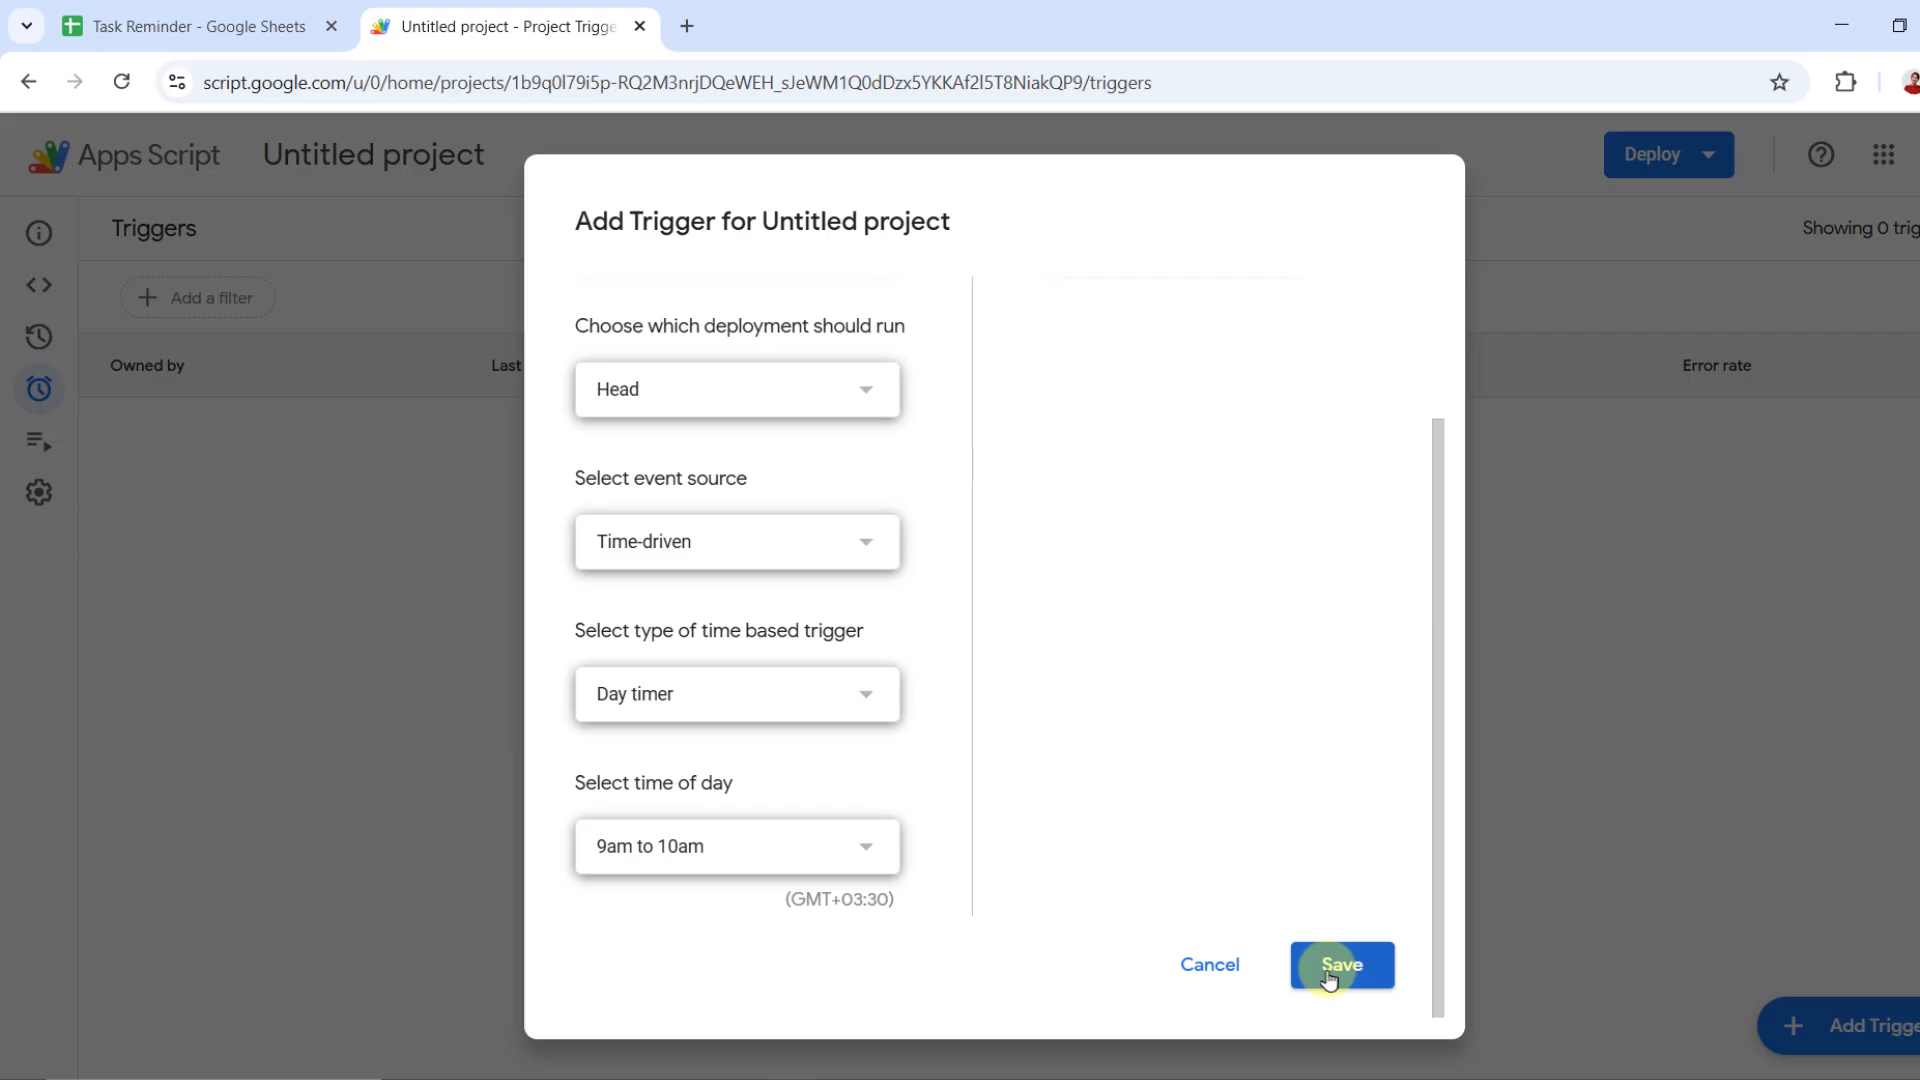 Task Reminder - Google Sheets
Untitled project - Project Trigge
script.google.com/u/0/home/projects/1b9q0l79i5p-RQ2M3nrjDQeWEH_sJeWM1Q0dDzx5YKKAf2l5T8NiakQP9/triggers
Apps Script
Untitled project
Deploy
Triggers
Showing 0 trig
Add a filter
Owned by
Last
Error rate
Add Trigger for Untitled project
Choose which deployment should run
Head
Select event source
Time-driven
Select type of time based trigger
Day timer
Select time of day
9am to 10am
(GMT+03:30)
Cancel
Save
Add Trigge